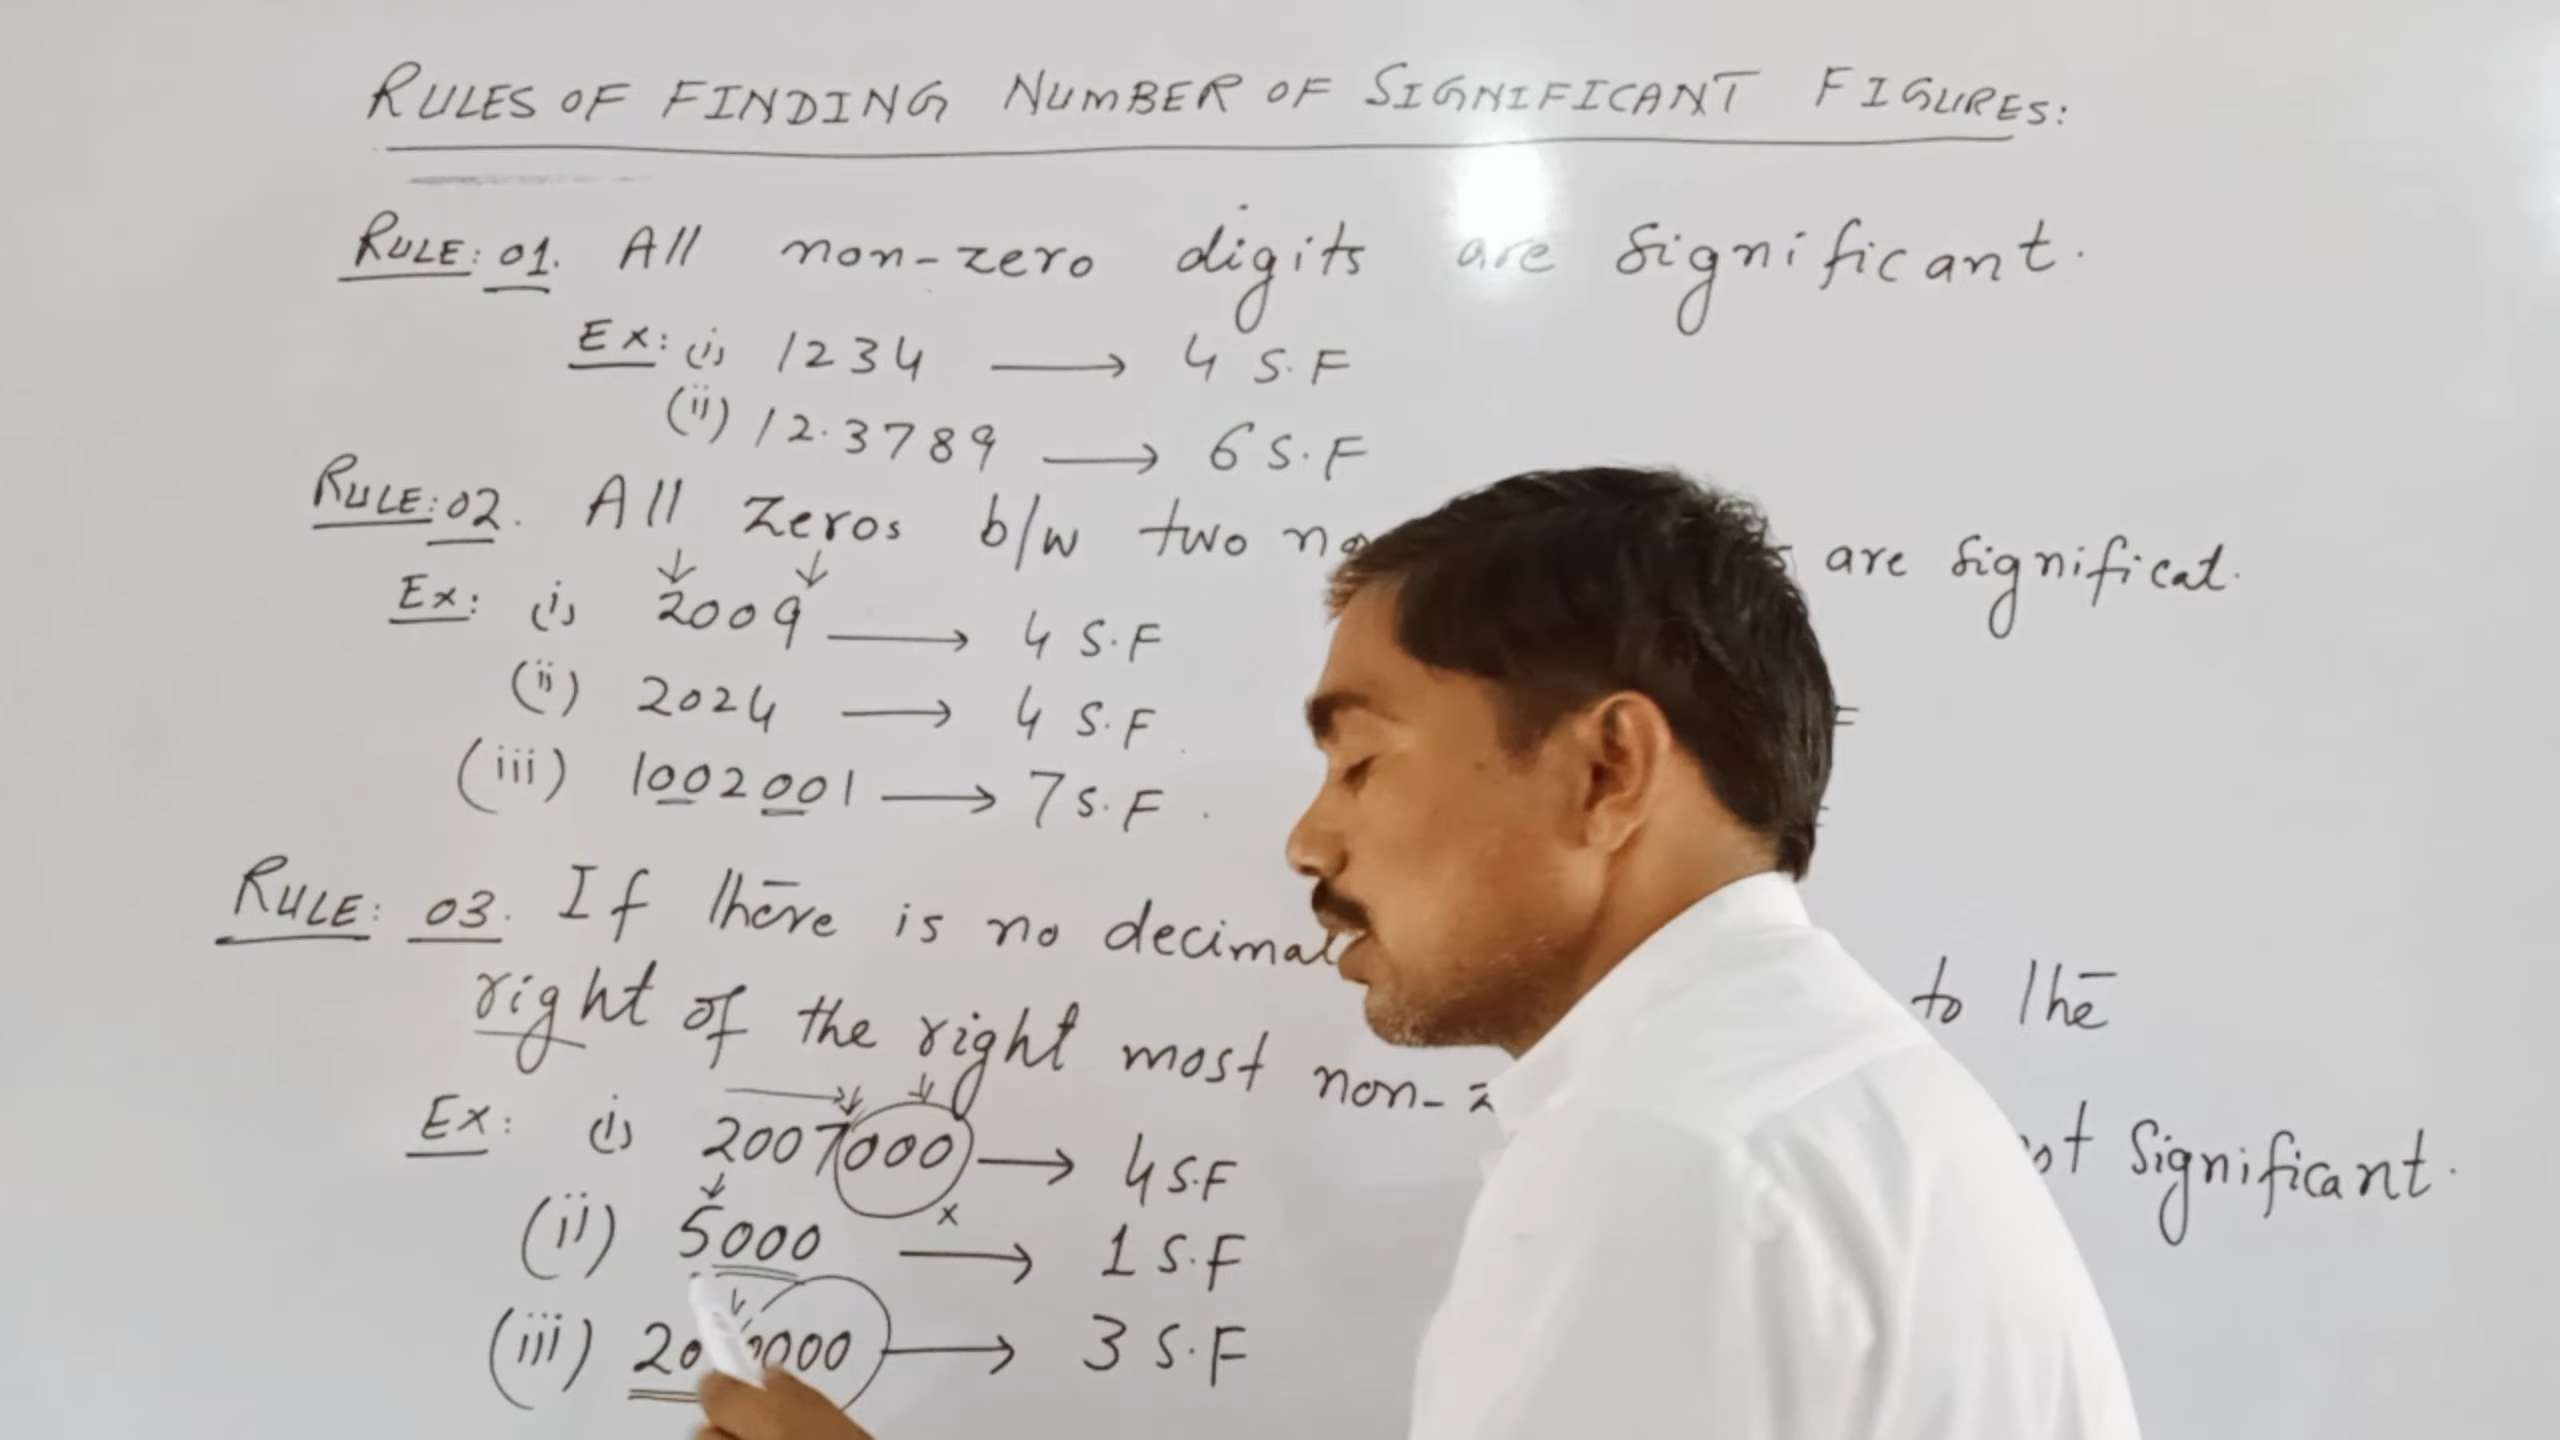 RULES OF FINDING NUMBER OF SIGNIFICANT FIGURES:
RULE: 01. All non-zero digits are significant.
Ex: (i) 1234 → 4 S.F
(ii) 12.3789 → 6 S.F
RULE: 02. All zeros b/w two are significat.
Ex: (i) 2009 → 4 S.F
(ii) 2024 → 4 S.F
(iii) 1002001 → 7 S.F.
RULE: 03. If there is no decimal to the
right of the right most Significant.
Ex: (i) 2007000 → 4 S.F
x
(ii) 5000 → 1 S.F
(iii) → 3 S.F